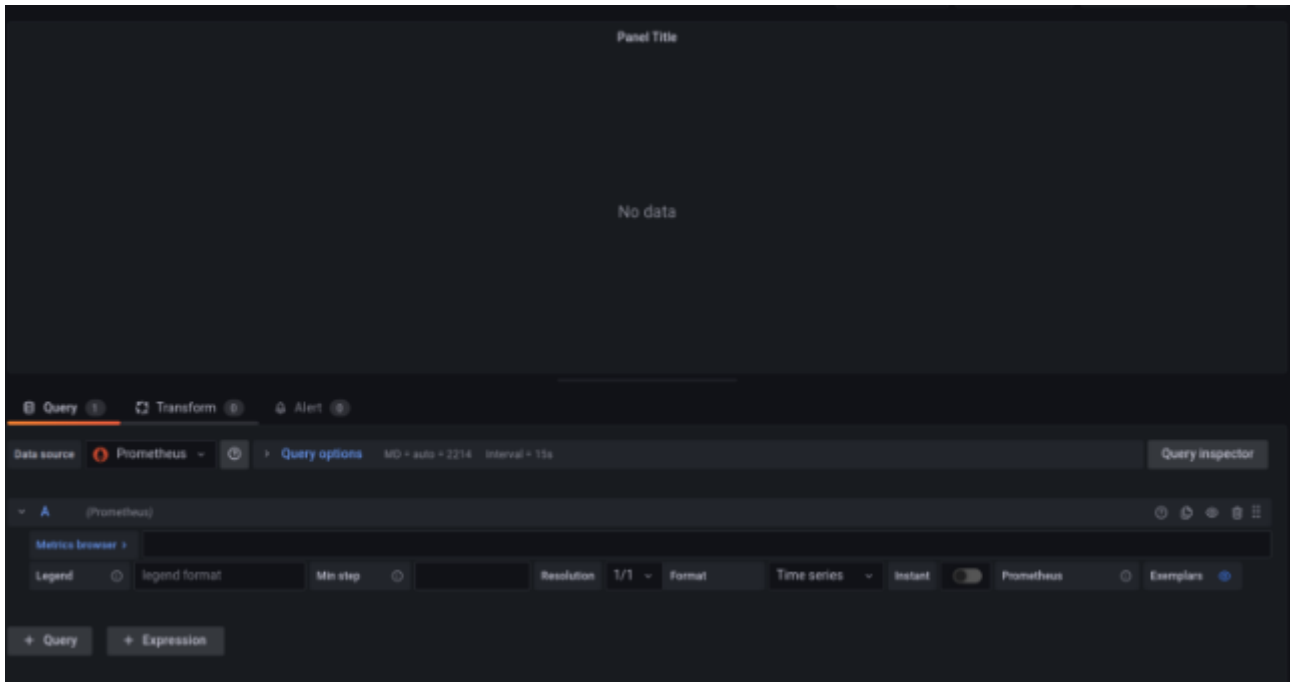 Panel Title
No data
Query 1 Transform 0 Alert 0
Data source Prometheus Query options MD = auto = 2214 Interval = 15s Query inspector
A (Prometheus)
Metrics browser >
Legend legend format Min step Resolution 1/1 Format Time series Instant Prometheus Exemplars
+ Query + Expression